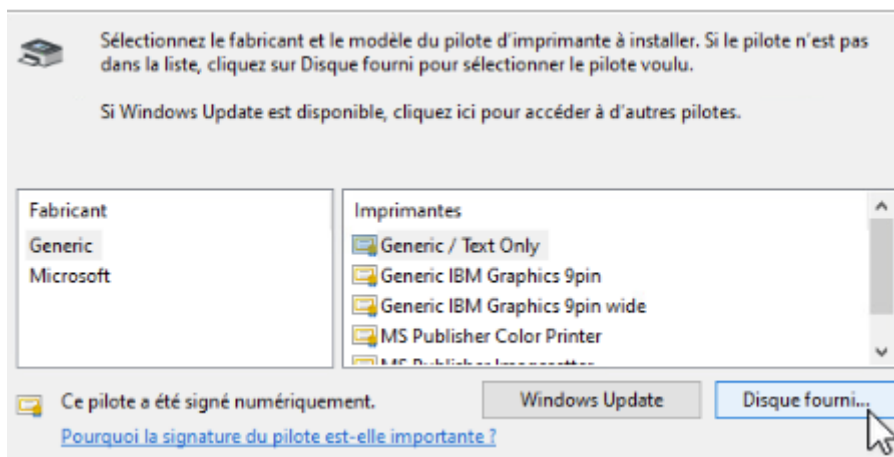 Sélectionnez le fabricant et le modèle du pilote d'imprimante à installer. Si le pilote n'est pas
dans la liste, cliquez sur Disque fourni pour sélectionner le pilote voulu.
Si Windows Update est disponible, cliquez ici pour accéder à d'autres pilotes.
Fabricant
Generic
Microsoft
Imprimantes
Generic / Text Only
Generic IBM Graphics 9pin
Generic IBM Graphics 9pin wide
MS Publisher Color Printer
MS Publisher Imagesetter
Ce pilote a été signé numériquement.
Windows Update
Disque fourni...
Pourquoi la signature du pilote est-elle importante ?